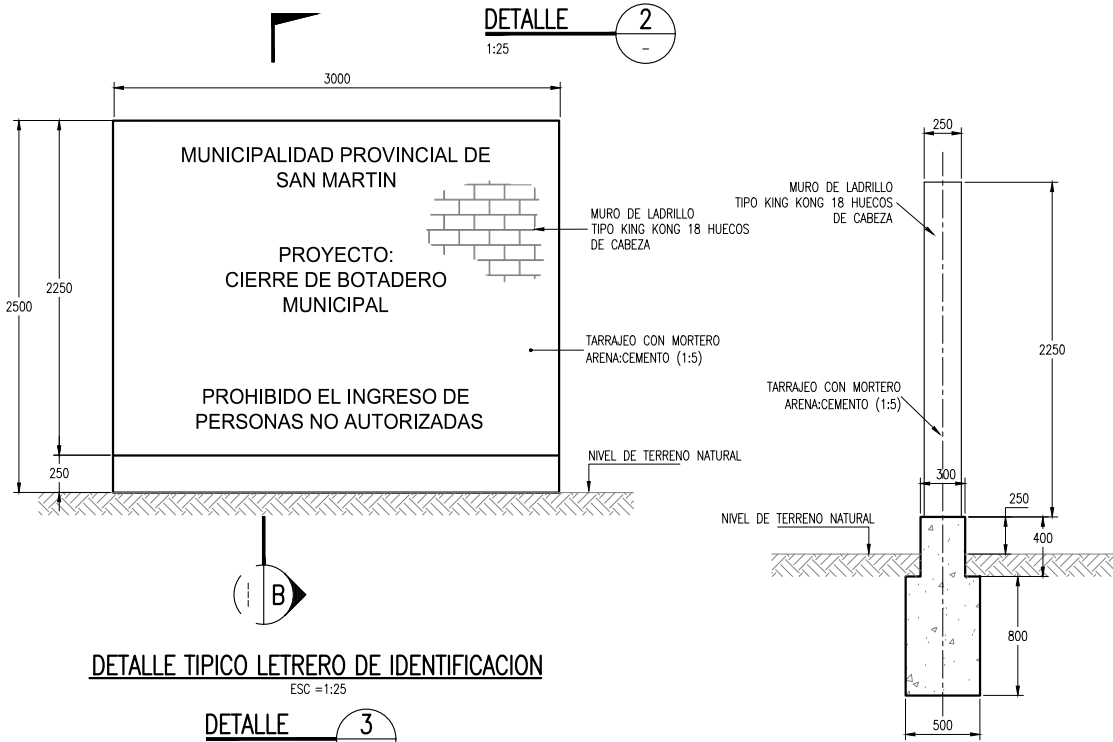 DETALLE 2
1:25
-
3000
2500
2250
250
MUNICIPALIDAD PROVINCIAL DE
SAN MARTIN
PROYECTO:
CIERRE DE BOTADERO
MUNICIPAL
PROHIBIDO EL INGRESO DE
PERSONAS NO AUTORIZADAS
MURO DE LADRILLO
TIPO KING KONG 18 HUECOS
DE CABEZA
TARRAJEO CON MORTERO
ARENA:CEMENTO (1:5)
NIVEL DE TERRENO NATURAL
B
DETALLE TIPICO LETRERO DE IDENTIFICACION
ESC =1:25
DETALLE 3
250
MURO DE LADRILLO
TIPO KING KONG 18 HUECOS
DE CABEZA
2250
TARRAJEO CON MORTERO
ARENA:CEMENTO (1:5)
300
250
NIVEL DE TERRENO NATURAL
400
800
500